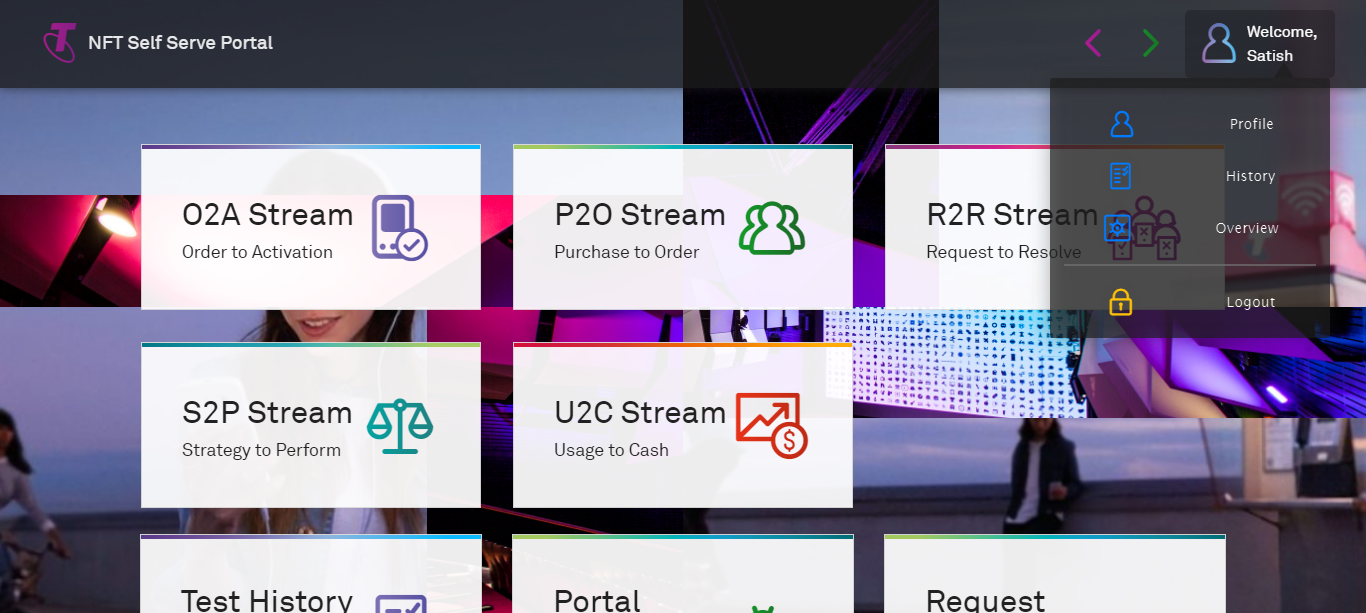 NFT Self Serve Portal
Welcome,
Satish
Profile
History
Overview
Logout
O2A Stream
Order to Activation
P2O Stream
Purchase to Order
R2R Stream
Request to Resolve
S2P Stream
Strategy to Perform
U2C Stream
Usage to Cash
Test History
Portal
Request